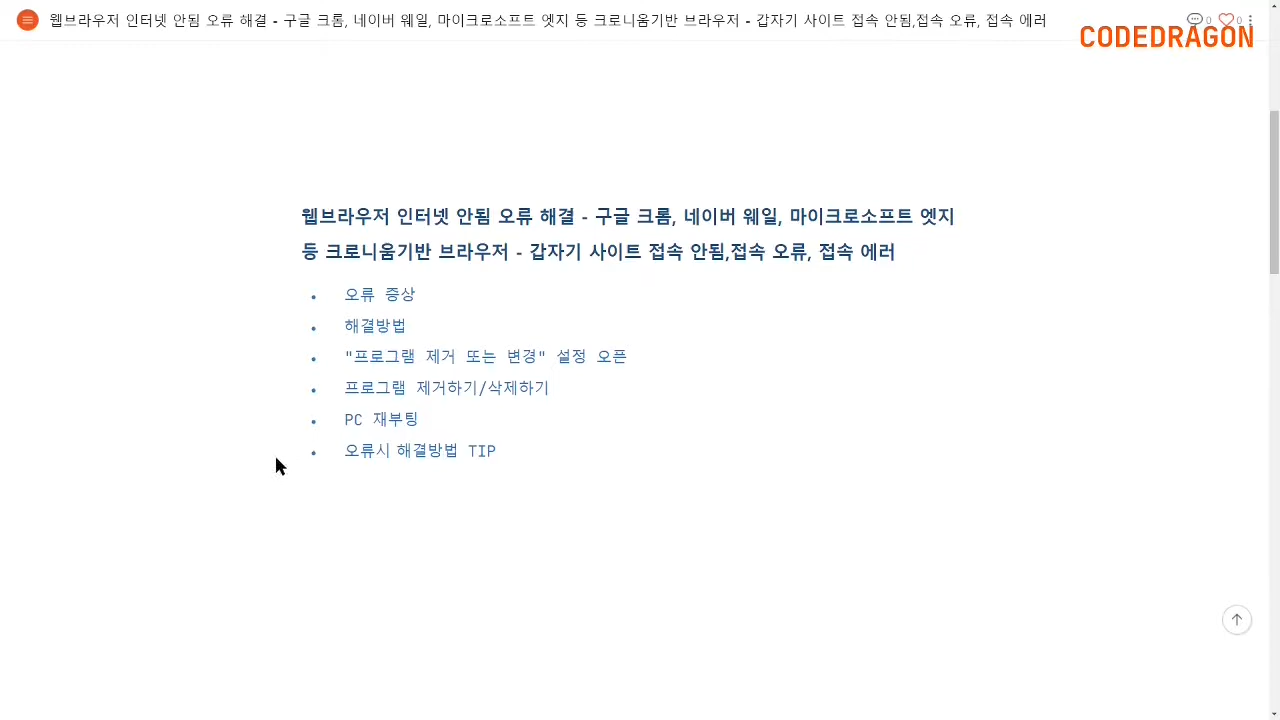 웹브라우저 인터넷 안됨 오류 해결 - 구글 크롬, 네이버 웨일, 마이크로소프트 엣지 등 크로니움기반 브라우저 - 갑자기 사이트 접속 안됨,접속 오류, 접속 에러
0 0
CODEDRAGON
웹브라우저 인터넷 안됨 오류 해결 - 구글 크롬, 네이버 웨일, 마이크로소프트 엣지
등 크로니움기반 브라우저 - 갑자기 사이트 접속 안됨,접속 오류, 접속 에러
• 오류 증상
• 해결방법
• "프로그램 제거 또는 변경" 설정 오픈
• 프로그램 제거하기/삭제하기
• PC 재부팅
• 오류시 해결방법 TIP